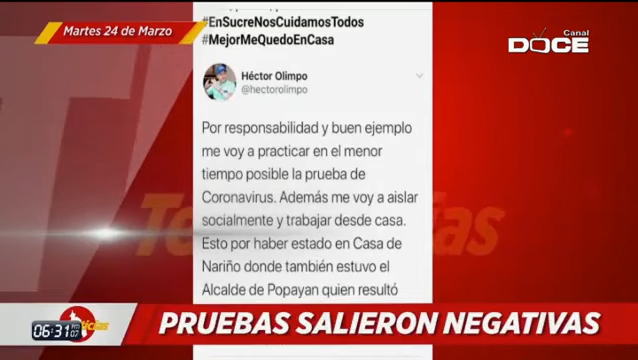 Martes 24 de Marzo
#EnSucreNosCuidamosTodos
#MejorMeQuedoEnCasa
Canal
DOCE
Héctor Olimpo
@hectorolimpo
Por responsabilidad y buen ejemplo
me voy a practicar en el menor
tiempo posible la prueba de
Coronavirus. Además me voy a aislar
socialmente y trabajar desde casa.
Esto por haber estado en Casa de
Nariño donde también estuvo el
Alcalde de Popayan quien resultó
06:31
PRUEBAS SALIERON NEGATIVAS